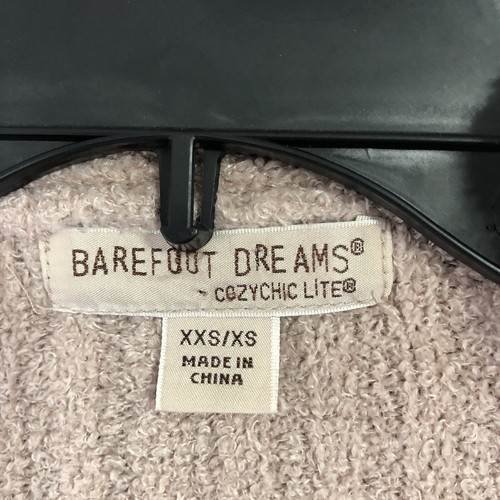 BAREFOOT DREAMS®
COZYCHIC LITE®
XXS/XS
MADE IN
CHINA